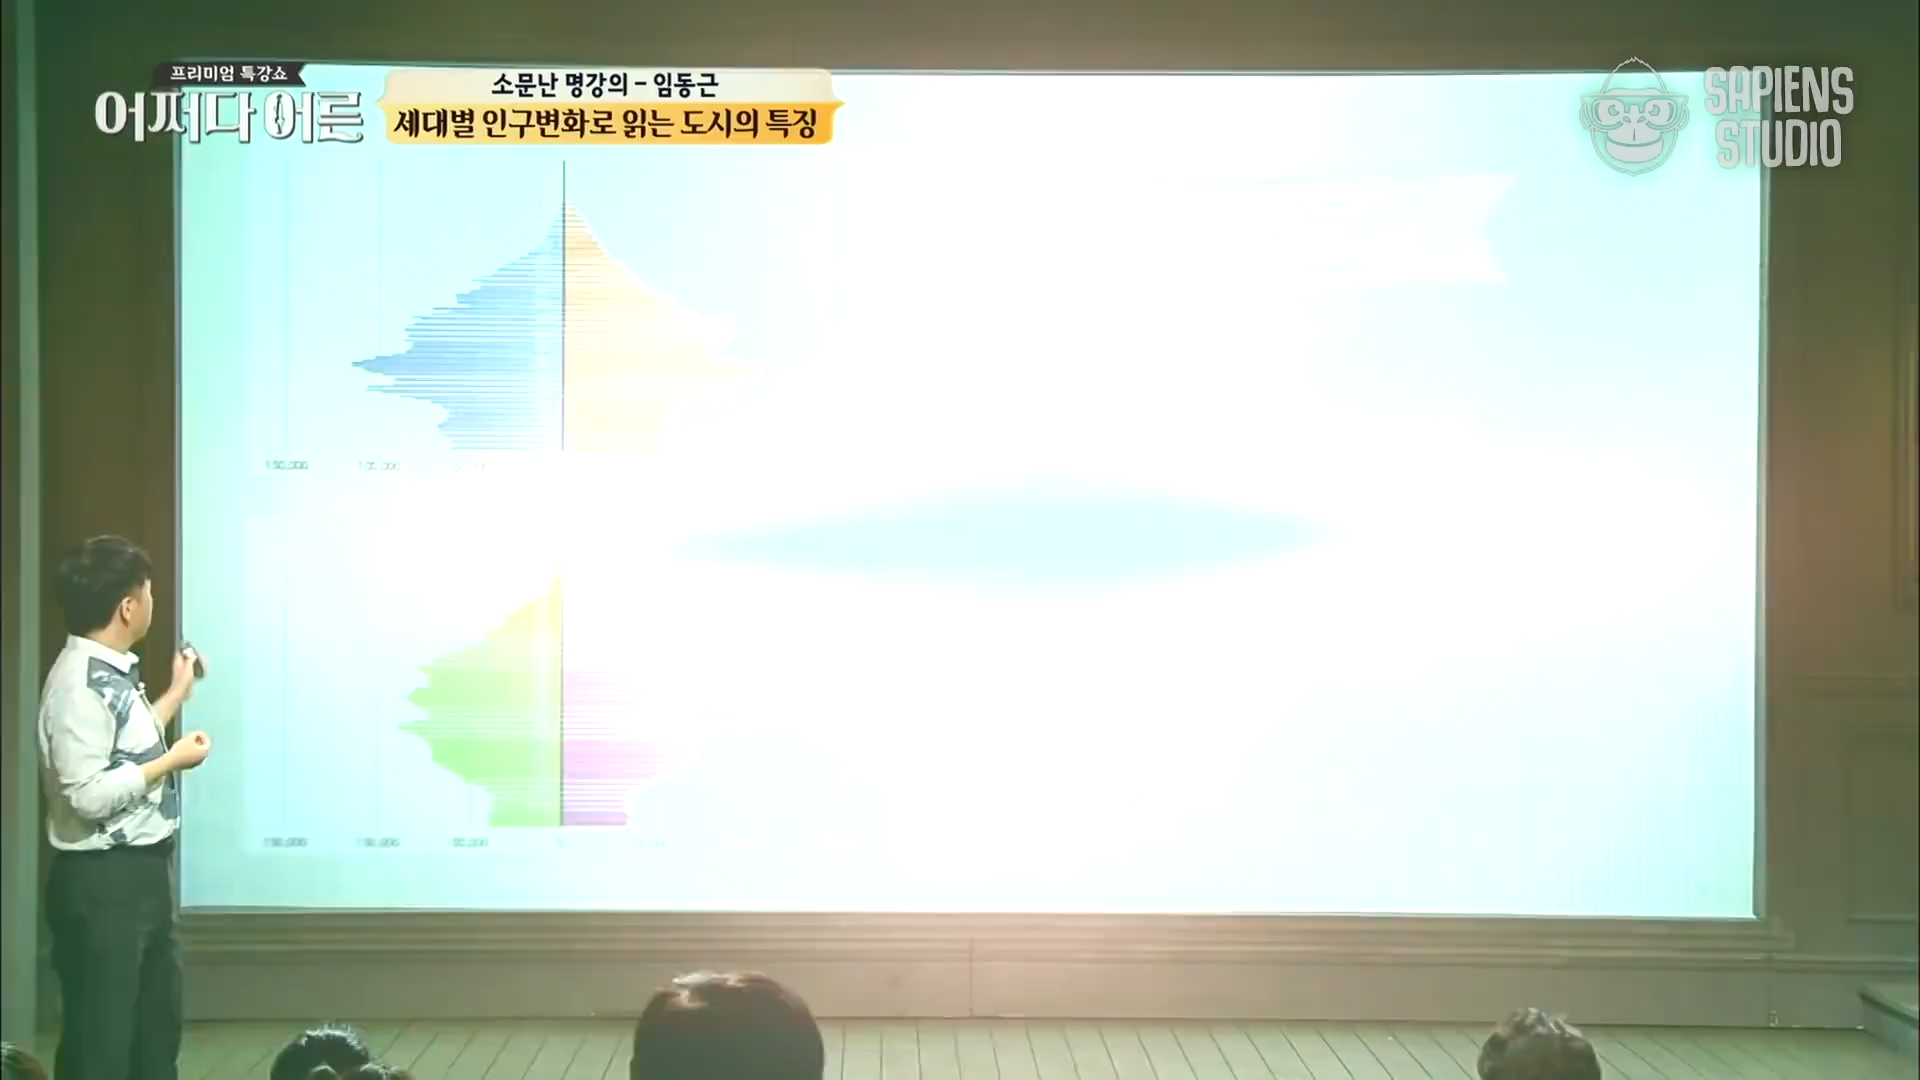 프리미엄 특강쇼
어쩌다 어른
소문난 명강의 - 임동근
세대별 인구변화로 읽는 도시의 특징
SAPIENS
STUDIO
150,000